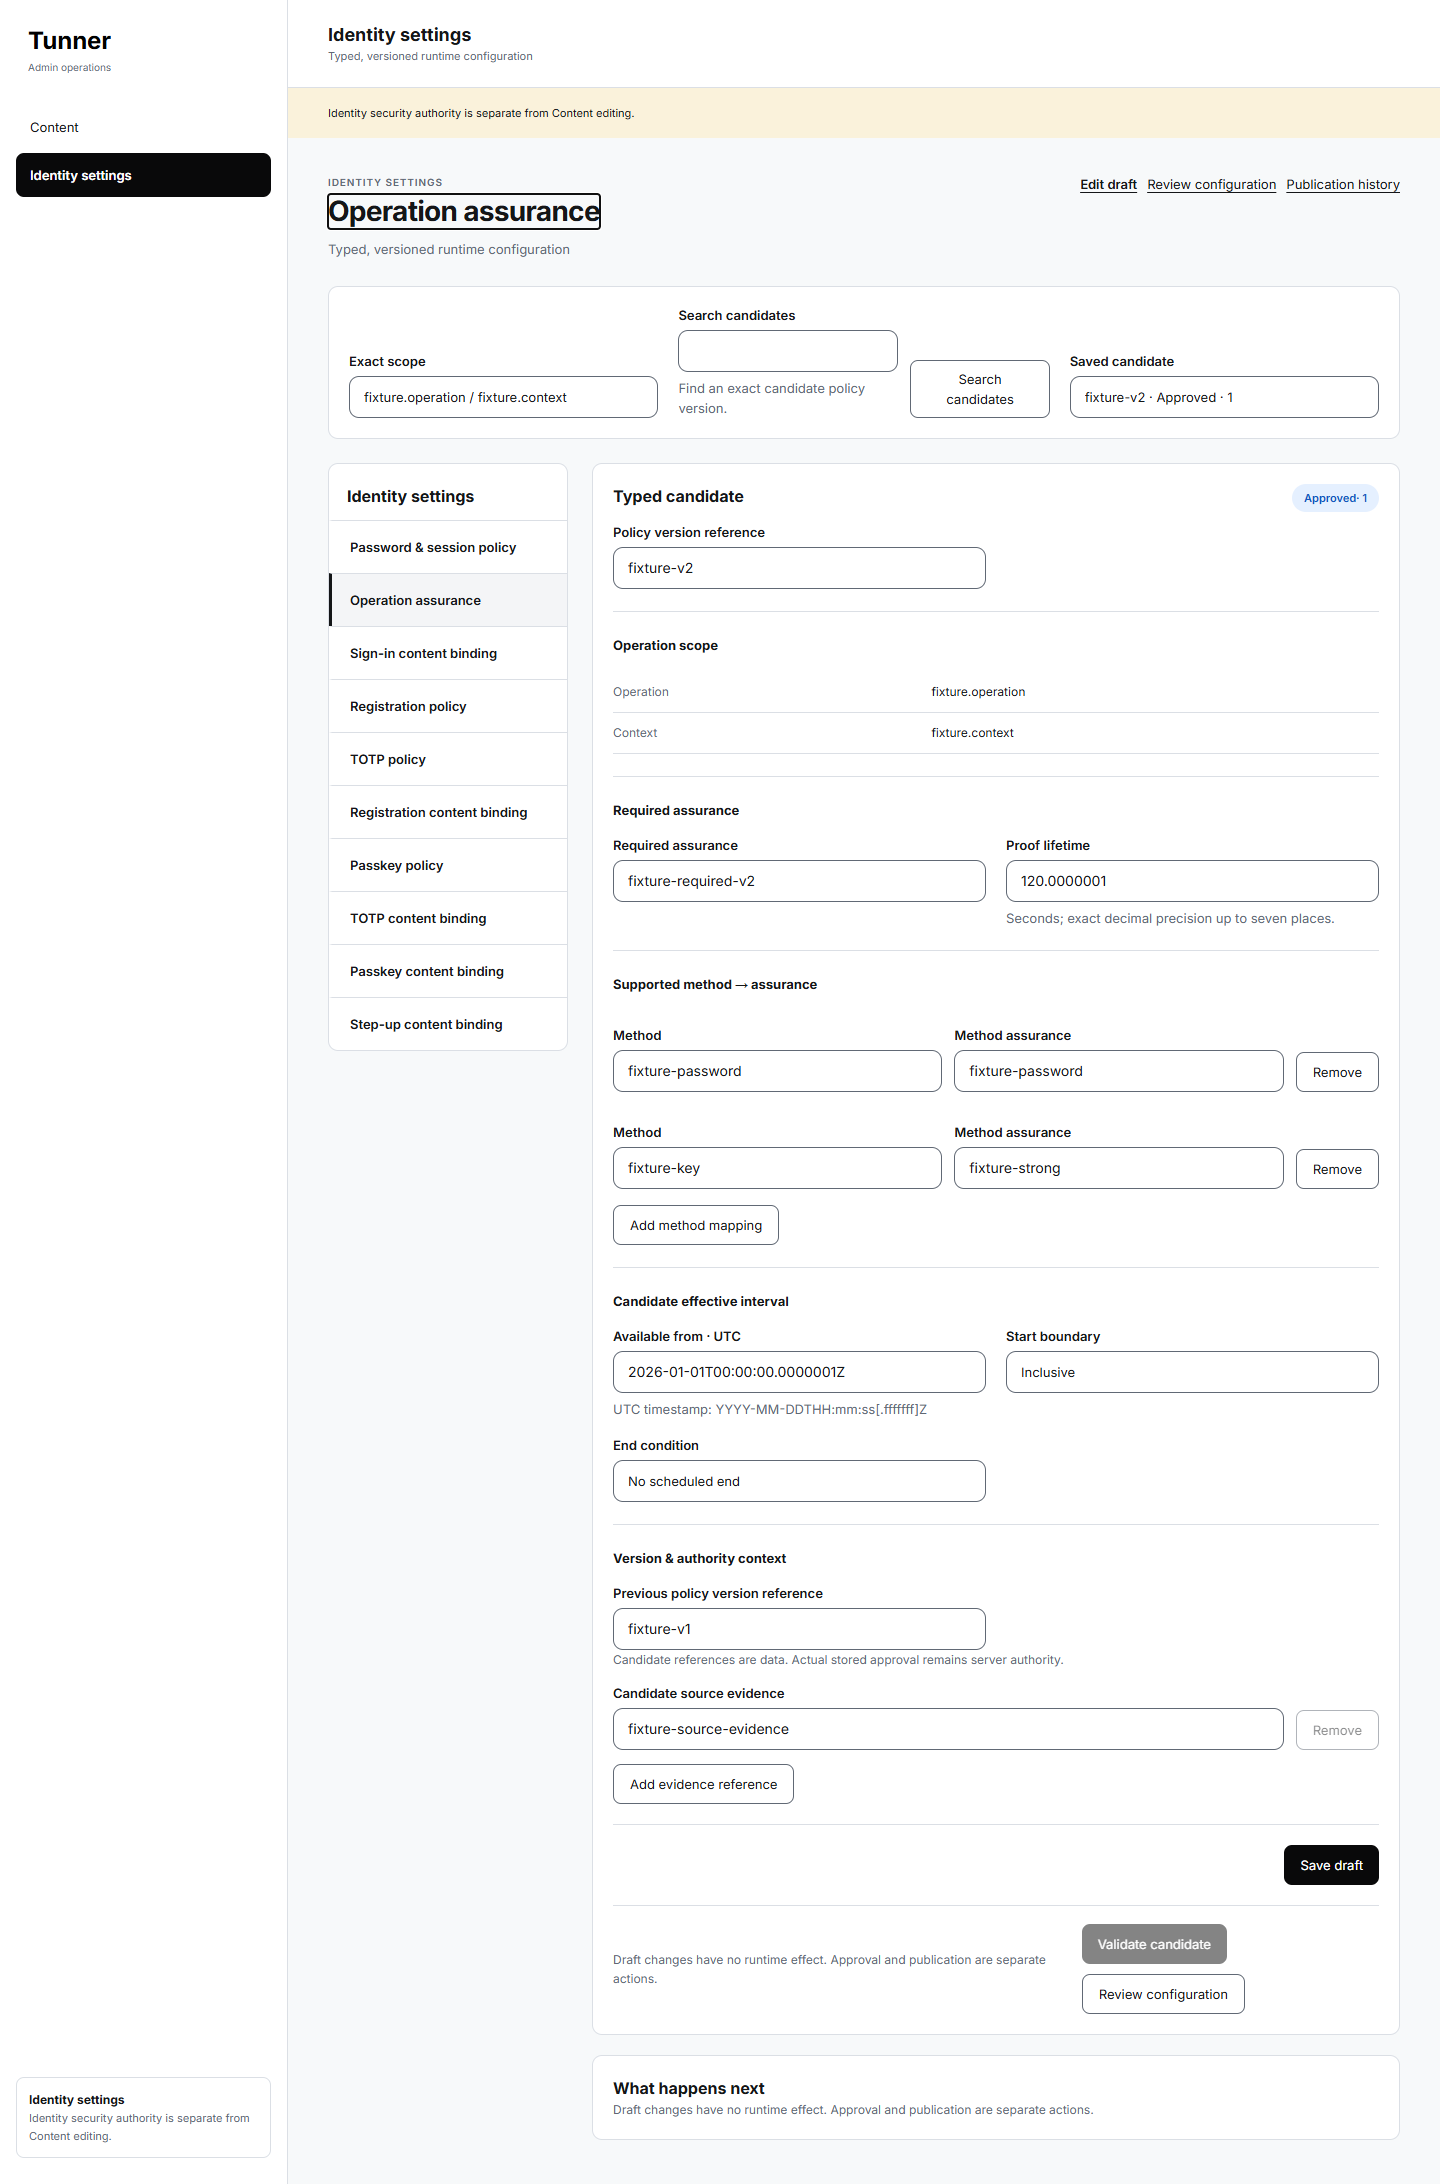 Tunner
Admin operations
Content
Identity settings
Identity settings
Typed, versioned runtime configuration
Identity security authority is separate from Content editing.
IDENTITY SETTINGS
Operation assurance
Typed, versioned runtime configuration
Edit draft Review configuration Publication history
Exact scope
fixture.operation / fixture.context
Search candidates
Find an exact candidate policy
version.
Search
candidates
Saved candidate
fixture-v2 · Approved · 1
Identity settings
Password & session policy
Operation assurance
Sign-in content binding
Registration policy
TOTP policy
Registration content binding
Passkey policy
TOTP content binding
Passkey content binding
Step-up content binding
Typed candidate
Approved· 1
Policy version reference
fixture-v2
Operation scope
Operation fixture.operation
Context fixture.context
Required assurance
Required assurance
fixture-required-v2
Proof lifetime
120.0000001
Seconds; exact decimal precision up to seven places.
Supported method → assurance
Method
fixture-password
Method assurance
fixture-password
Remove
Method
fixture-key
Method assurance
fixture-strong
Remove
Add method mapping
Candidate effective interval
Available from · UTC
2026-01-01T00:00:00.0000001Z
UTC timestamp: YYYY-MM-DDTHH:mm:ss[.fffffff]Z
Start boundary
Inclusive
End condition
No scheduled end
Version & authority context
Previous policy version reference
fixture-v1
Candidate references are data. Actual stored approval remains server authority.
Candidate source evidence
fixture-source-evidence
Remove
Add evidence reference
Save draft
Draft changes have no runtime effect. Approval and publication are separate
actions.
Validate candidate
Review configuration
What happens next
Draft changes have no runtime effect. Approval and publication are separate actions.
Identity settings
Identity security authority is separate from
Content editing.